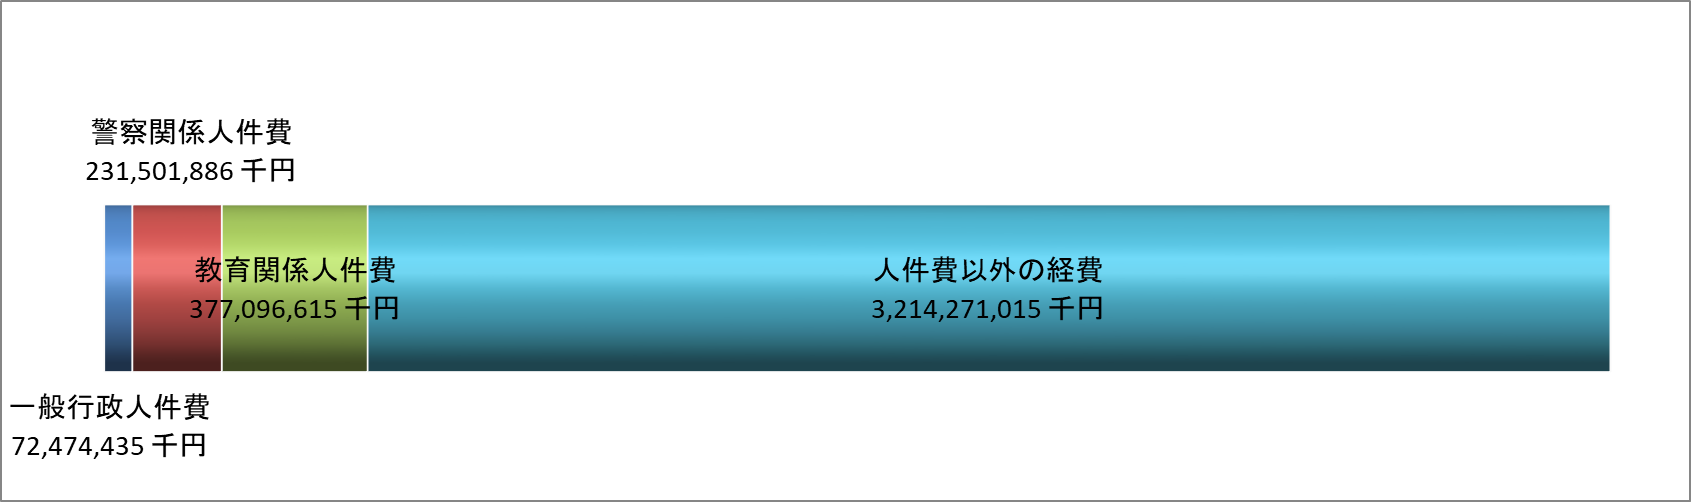 警察関係人件費
231,501,886 千円
教育関係人件費
377,096,615 千円
人件費以外の経費
3,214,271,015 千円
一般行政人件費
72,474,435 千円